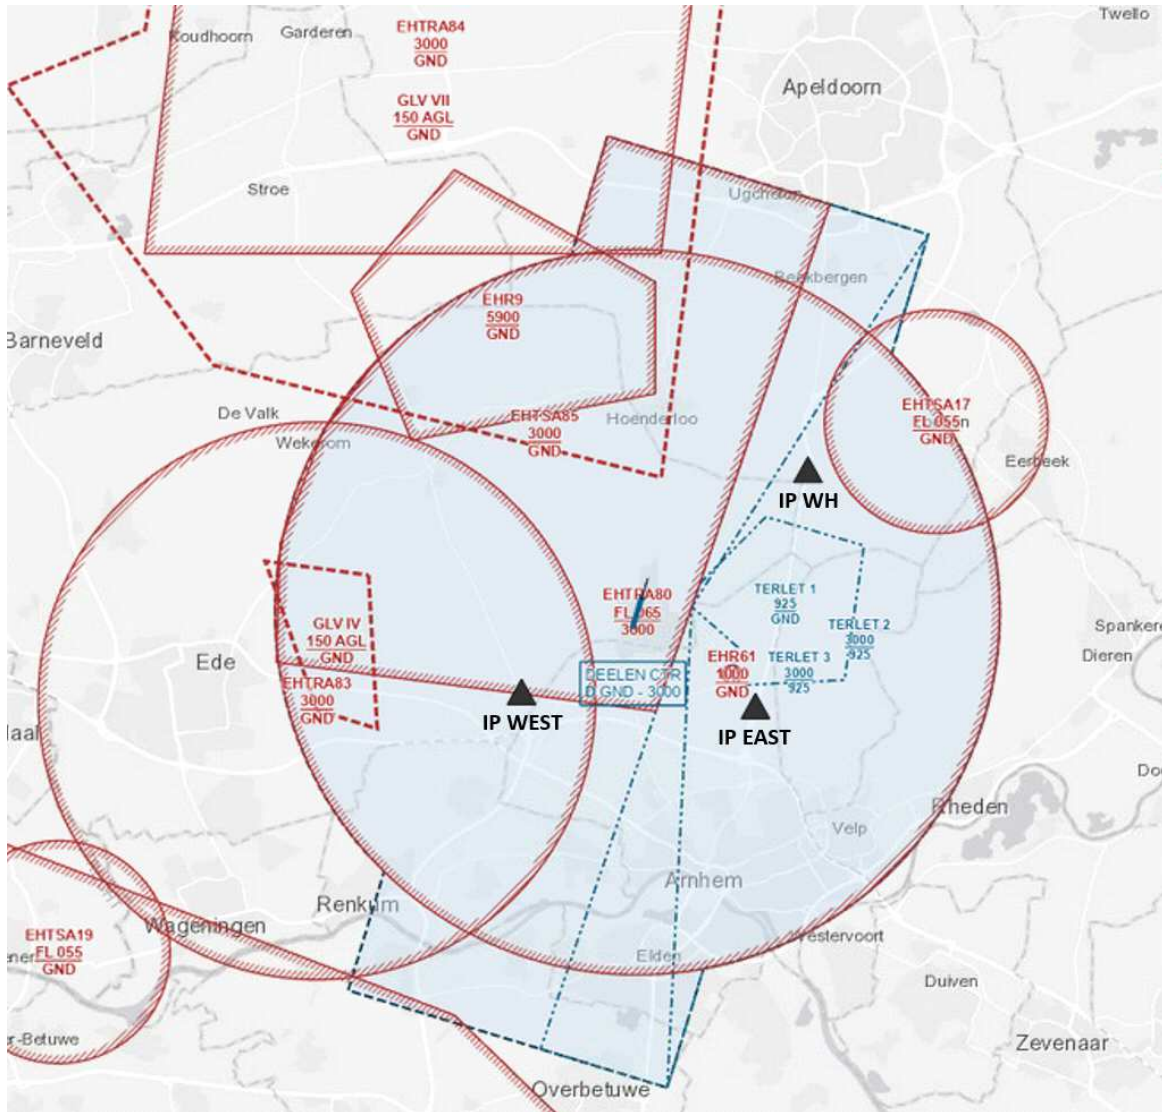 Twello
Koudhoorn
Garderen
EHTRA84
3000
GND
Apeldoorn
GLV VII
150 AGL
GND
Stroe
Ugchelen
Beekbergen
EHR9
5900
GND
Barneveld
De Valk
Wekerom
EHTSA85
3000
GND
Hoenderloo
EHTSA17
FL 055
GND
Eerbeek
IP WH
EHTRA80
FL 065
3000
TERLET 1
925
GND
TERLET 2
3000
925
GLV IV
150 AGL
GND
Spankere
Dieren
Ede
EHR61
1000
GND
TERLET 3
3000
925
DEELEN CTR
D GND - 3000
EHTRA83
3000
GND
IP WEST
IP EAST
laal
Do
Rheden
Velp
Arnhem
Renkum
Wageningen
EHTSA19
FL 055
GND
Westervoort
Elden
Duiven
r-Betuwe
Zevenaar
Overbetuwe